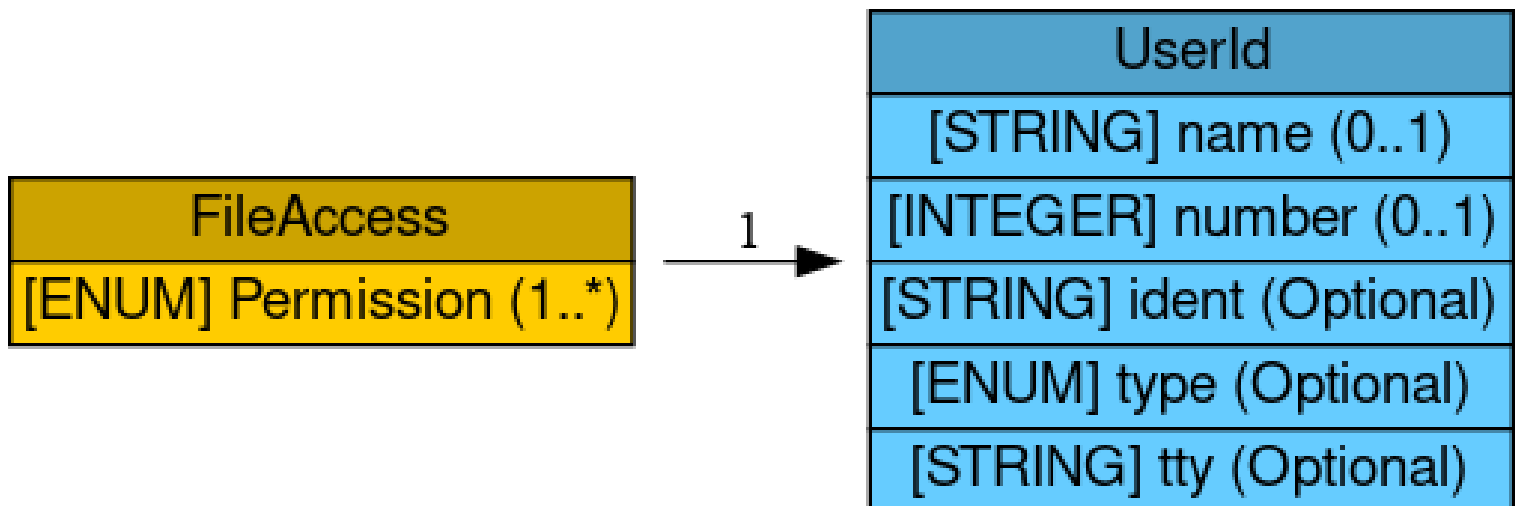 FileAccess
[ENUM] Permission (1..*)
1
UserId
[STRING] name (0..1)
[INTEGER] number (0..1)
[STRING] ident (Optional)
[ENUM] type (Optional)
[STRING] tty (Optional)